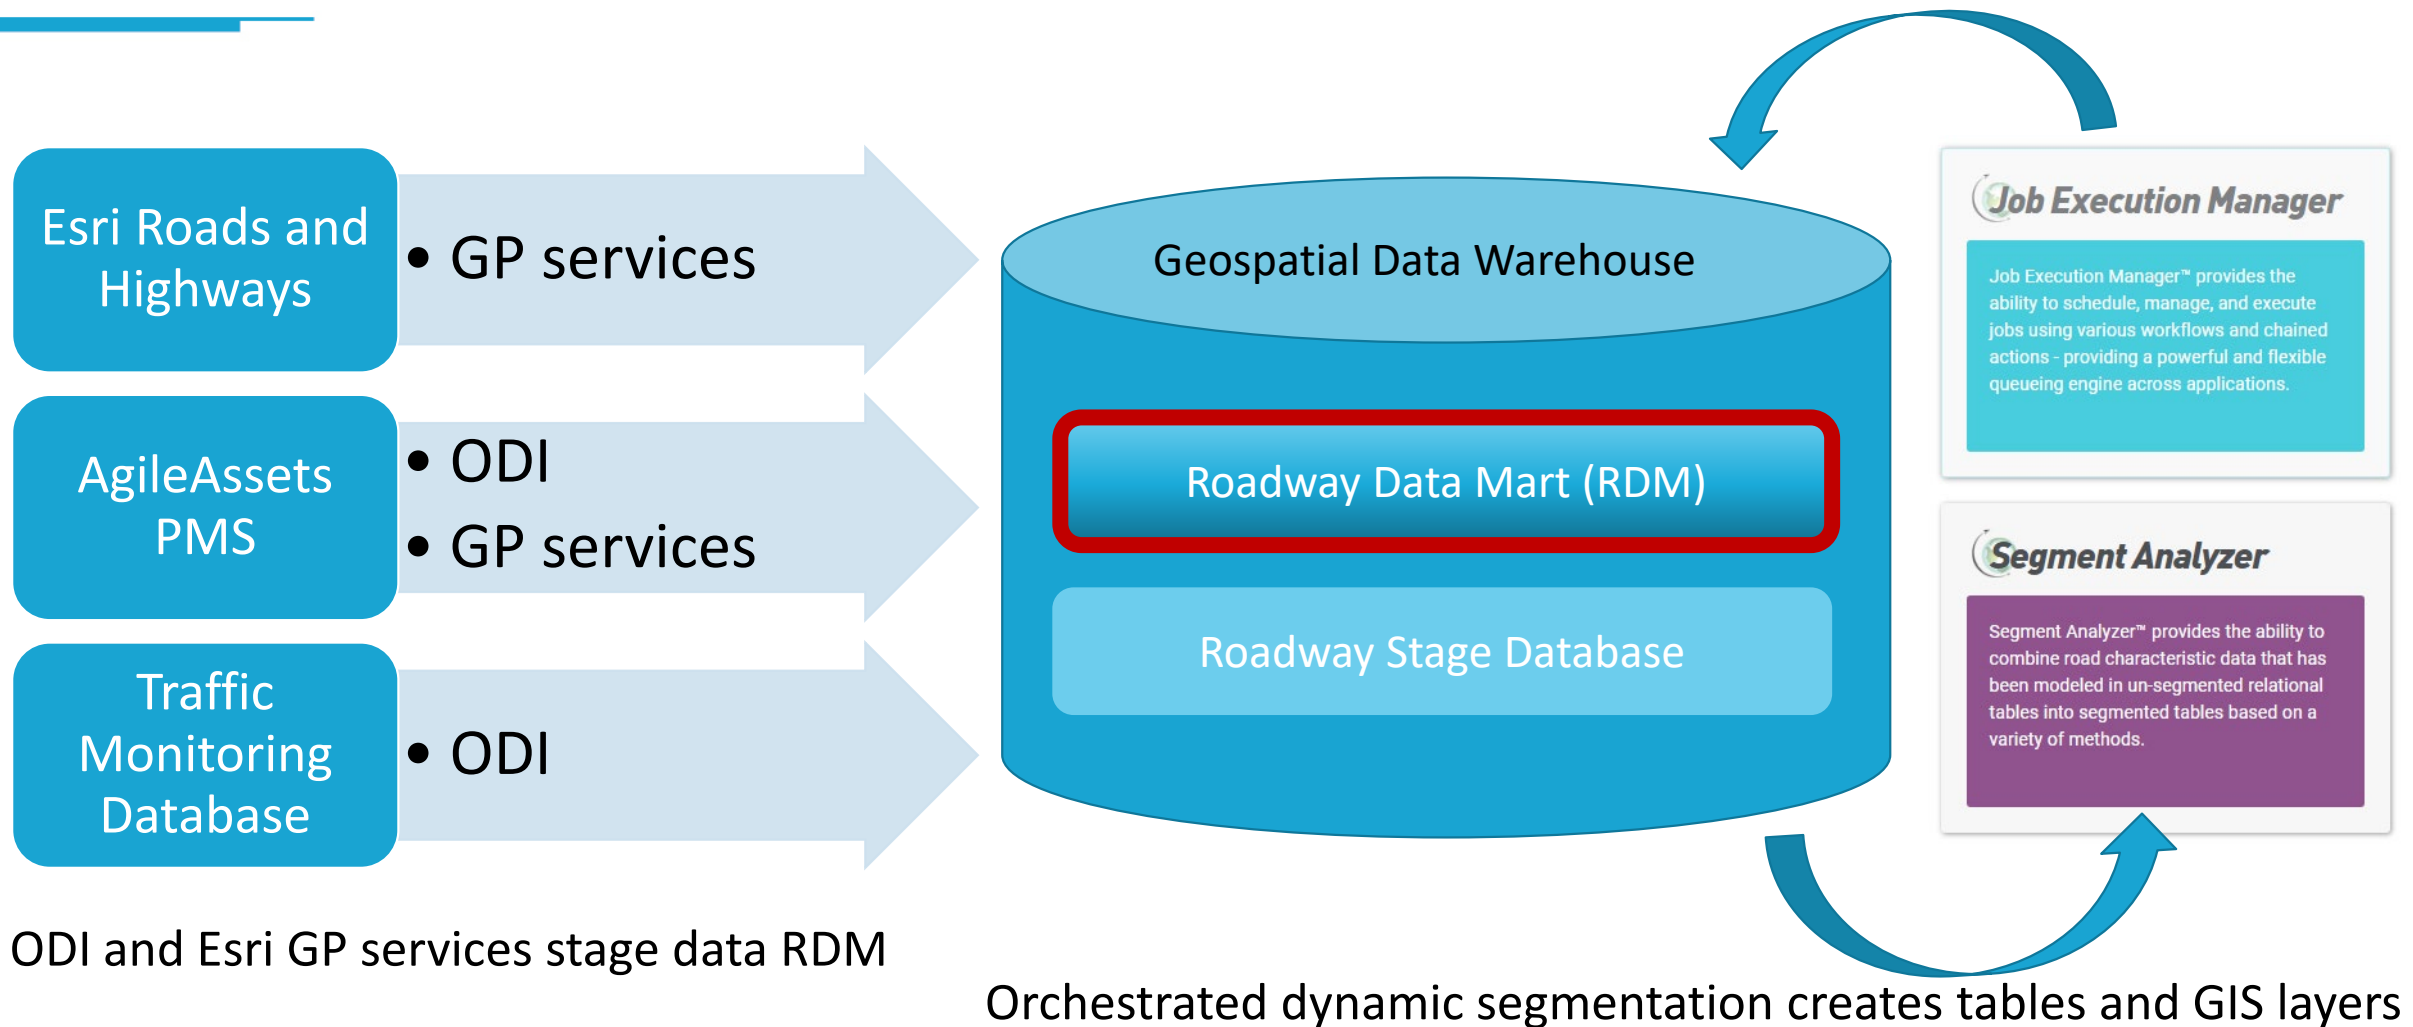 Esri Roads and
Highways
• GP services
AgileAssets
PMS
• ODI
• GP services
Traffic
Monitoring
Database
• ODI
ODI and Esri GP services stage data RDM
Geospatial Data Warehouse
Roadway Data Mart (RDM)
Roadway Stage Database
Job Execution Manager
Job Execution Manager™ provides the
ability to schedule, manage, and execute
jobs using various workflows and chained
actions - providing a powerful and flexible
queueing engine across applications.
Segment Analyzer
Segment Analyzer™ provides the ability to
combine road characteristic data that has
been modeled in un-segmented relational
tables into segmented tables based on a
variety of methods.
Orchestrated dynamic segmentation creates tables and GIS layers